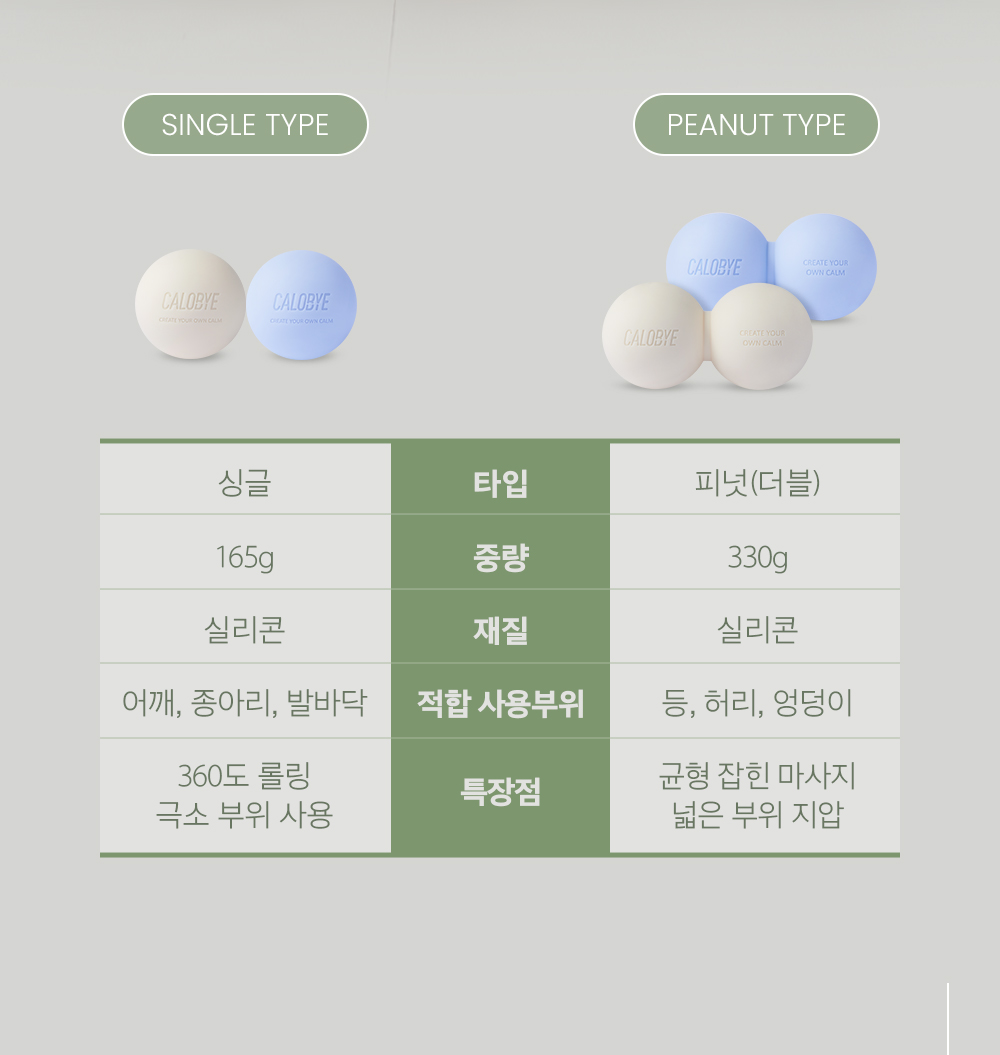 SINGLE TYPE
PEANUT TYPE
CALOBYE
CREATE YOUR OWN CALM
CALOBYE
CREATE YOUR OWN CALM
CALOBYE
CREATE YOUR
OWN CALM
CALOBYE
CREATE YOUR
OWN CALM
싱글 타입 피넛(더블)
165g 중량 330g
실리콘 재질 실리콘
어깨, 종아리, 발바닥 적합 사용부위 등, 허리, 엉덩이
360도 롤링
극소 부위 사용
특장점
균형 잡힌 마사지
넓은 부위 지압